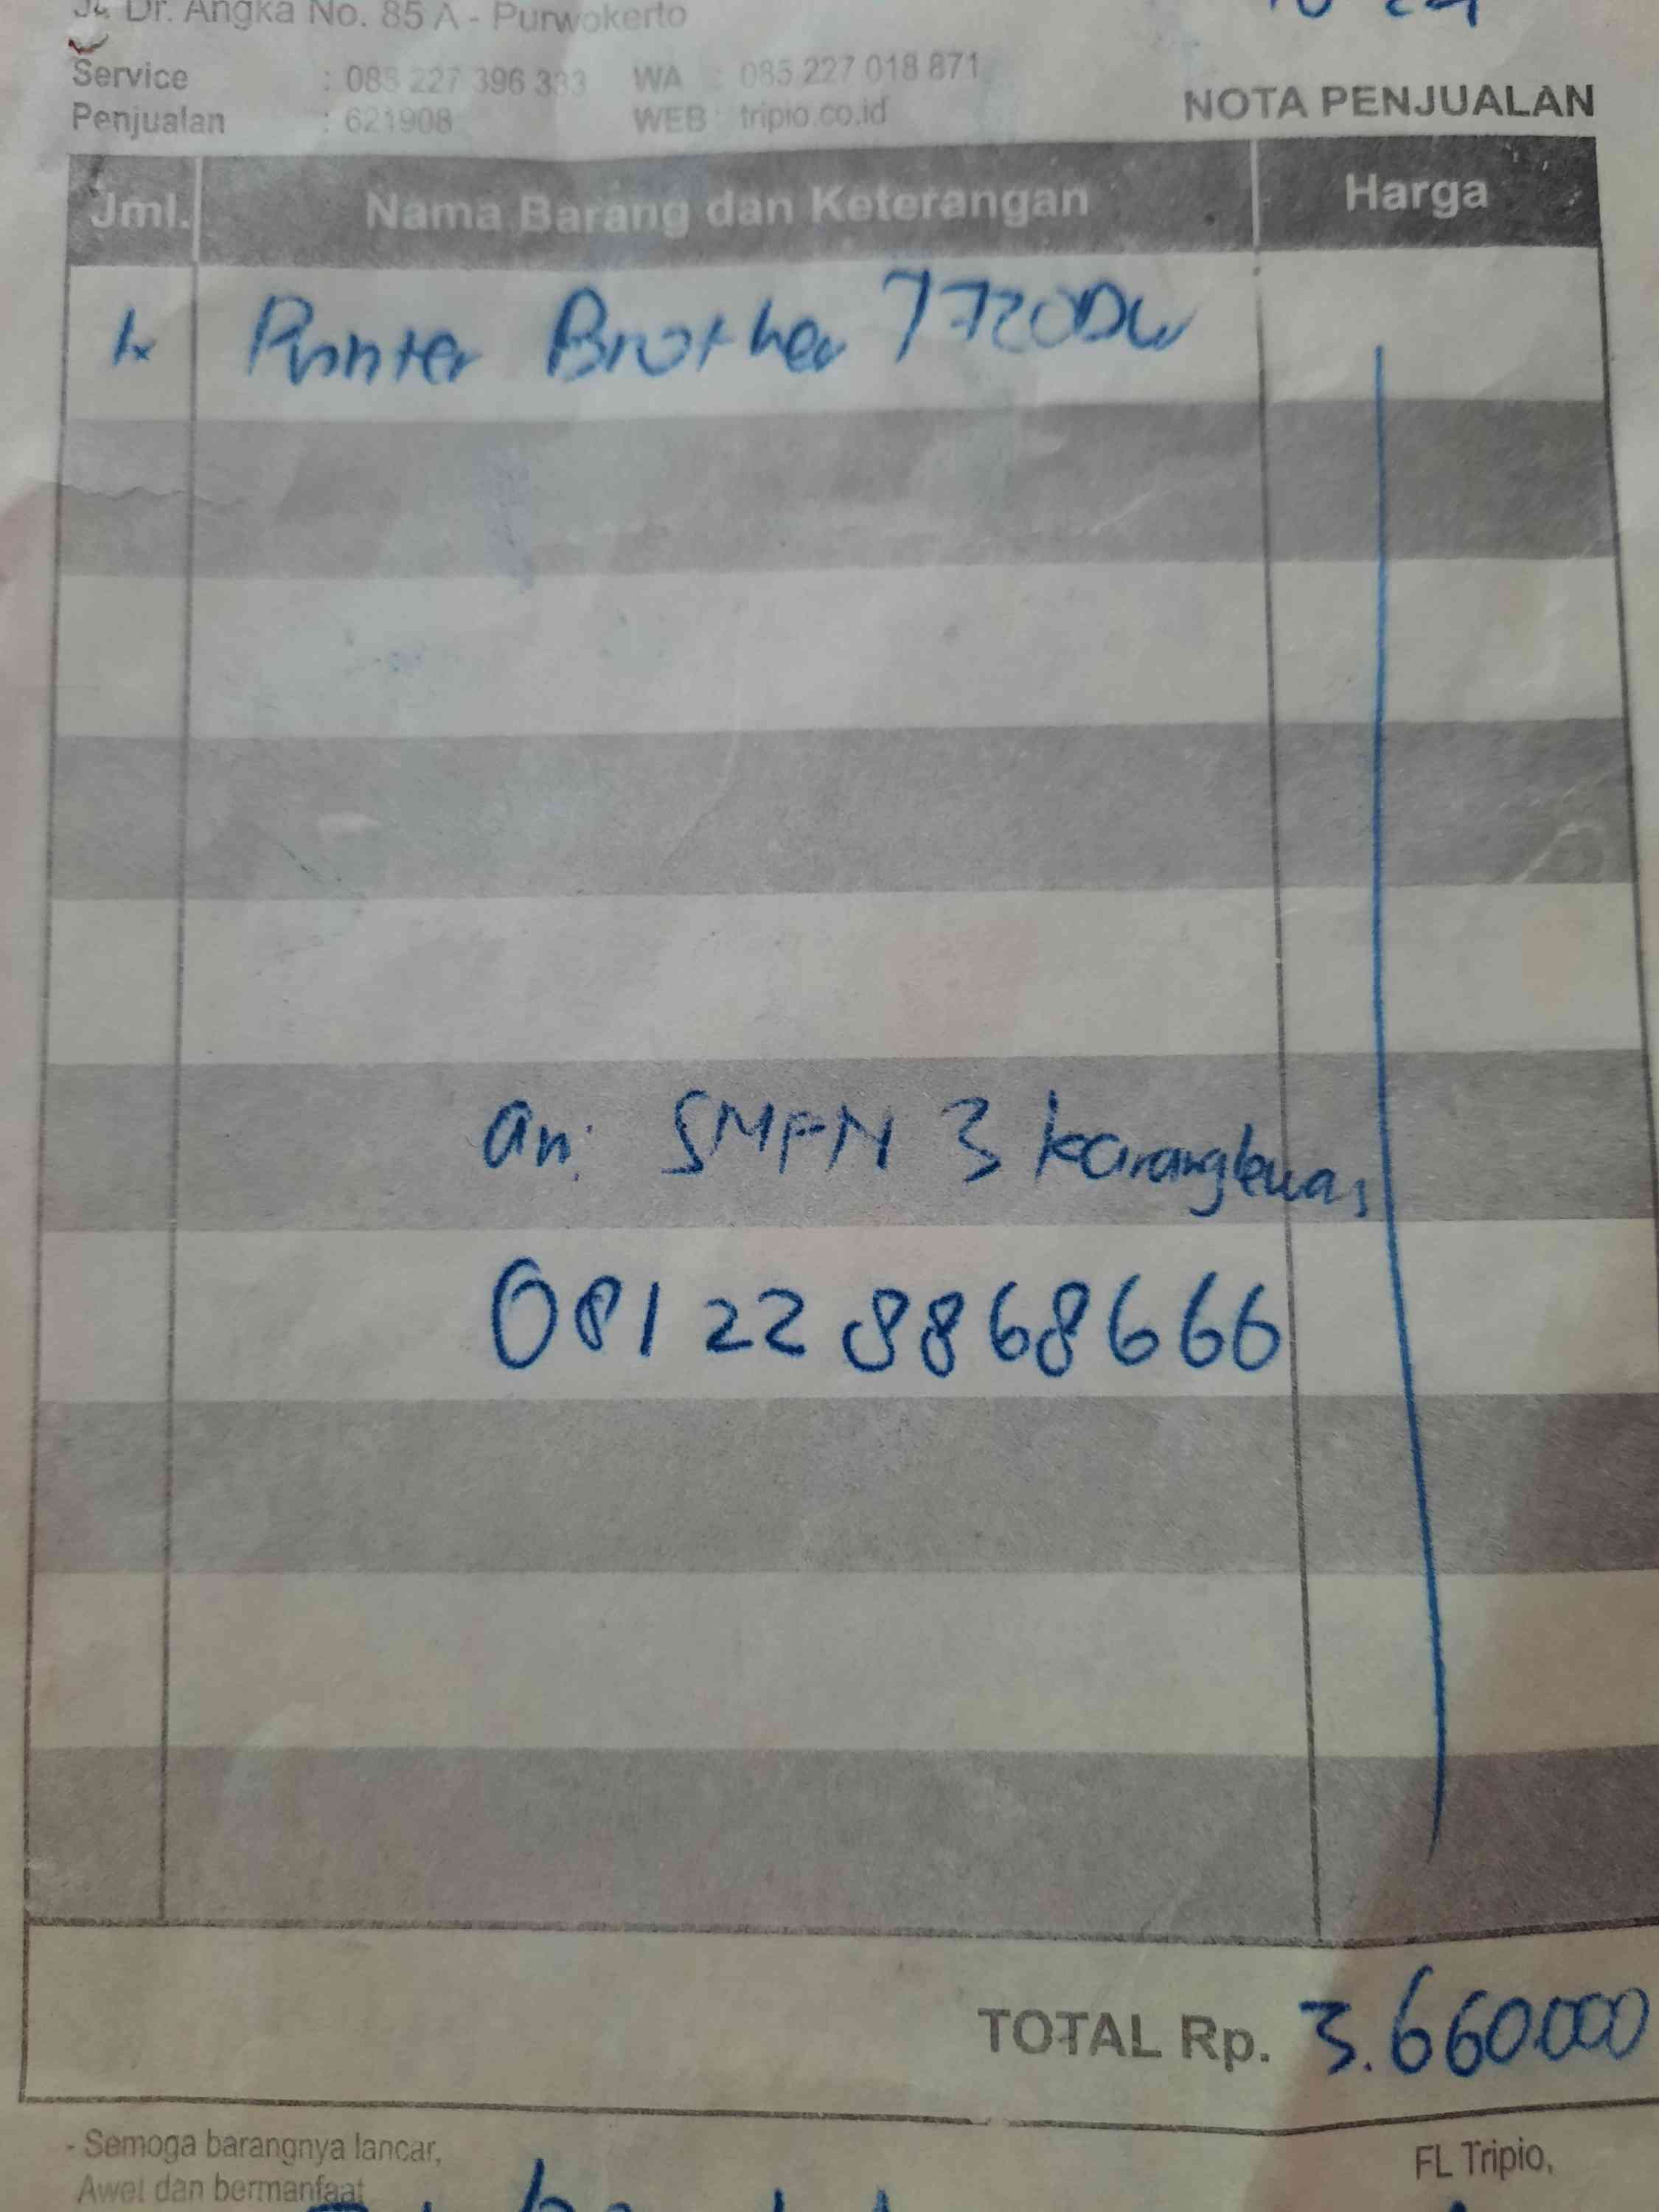 Jl. Dr. Angka No. 85 A - Purwokerto
Service : 085 227 396 333 WA : 085 227 018 871
Penjualan : 621908 WEB : tripio.co.id
NOTA PENJUALAN
Jml. Nama Barang dan Keterangan Harga
1x Printer Brother T720DW
an: SMPN 3 Karanglewas
081228868666
TOTAL Rp. 3.660.000
- Semoga barangnya lancar,
Awet dan bermanfaat
FL Tripio,